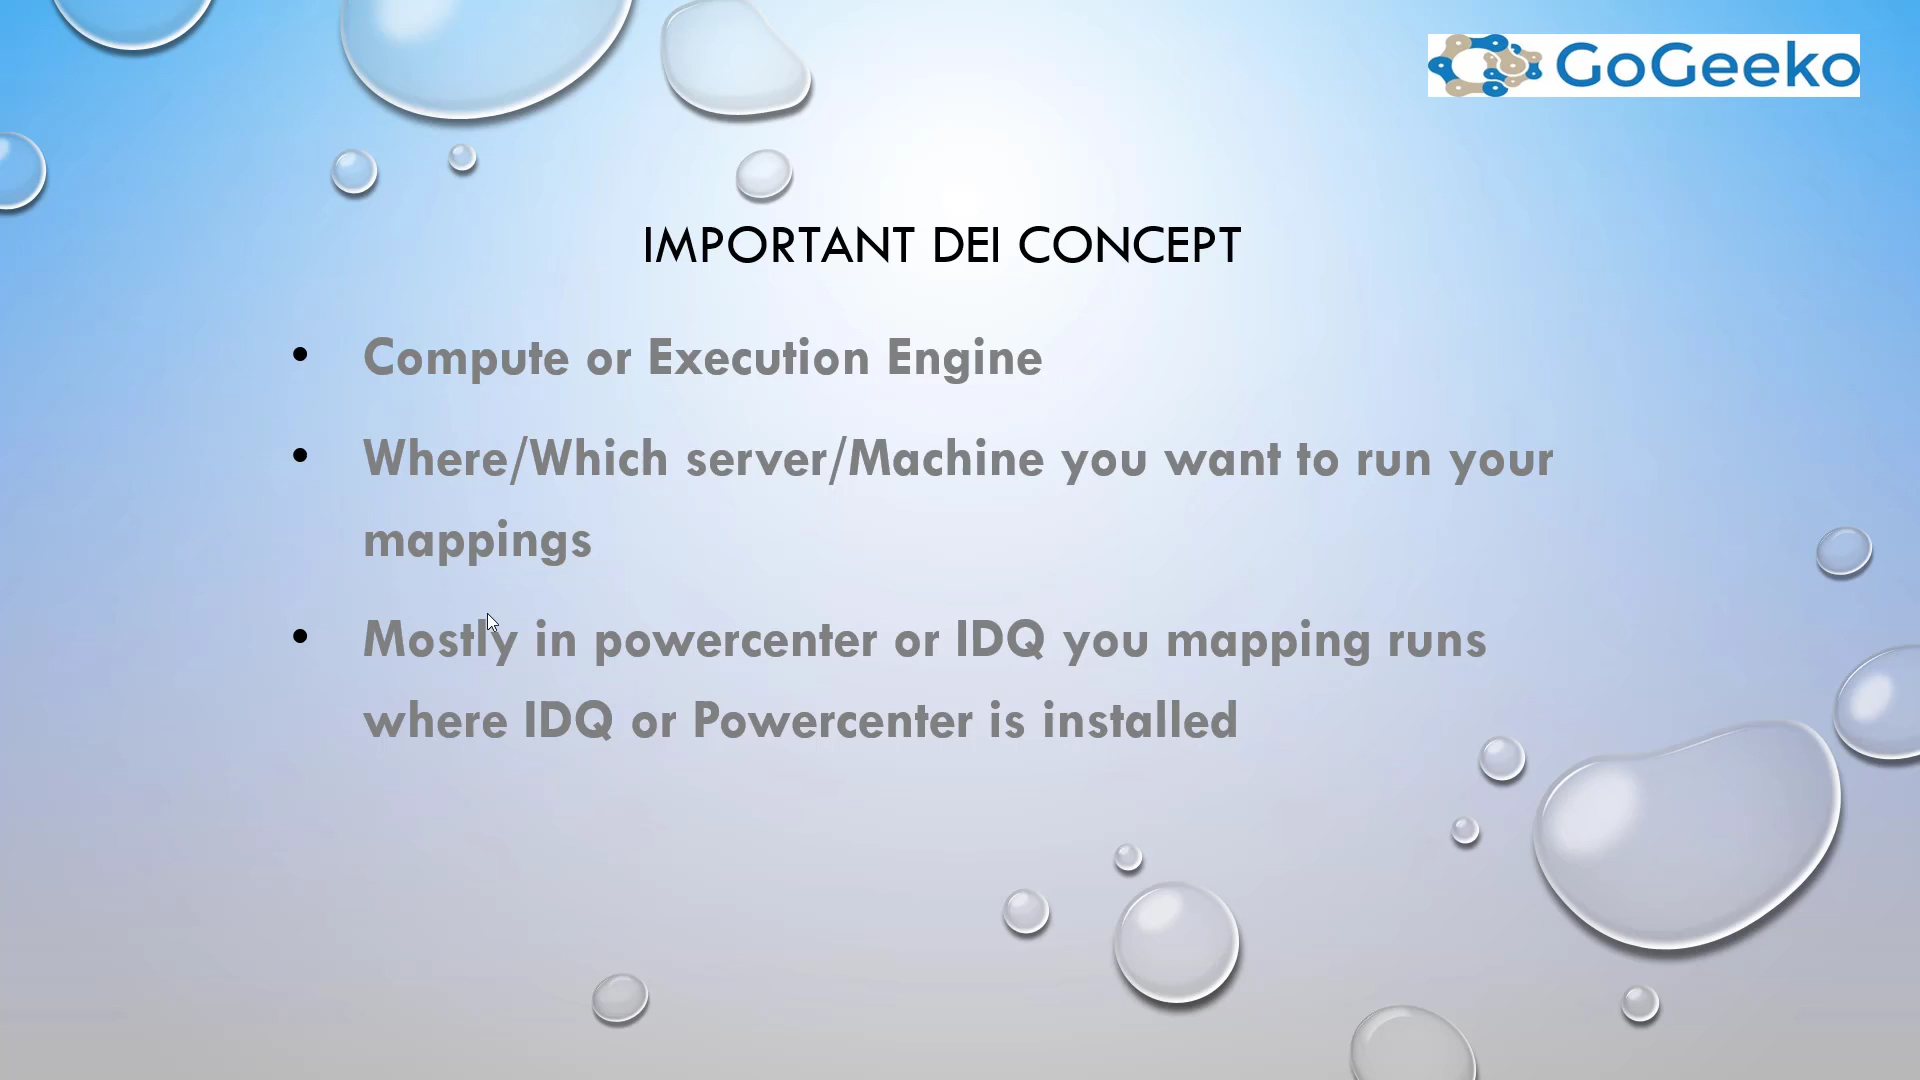 GoGeeko
IMPORTANT DEI CONCEPT
• Compute or Execution Engine
• Where/Which server/Machine you want to run your
mappings
• Mostly in powercenter or IDQ you mapping runs
where IDQ or Powercenter is installed